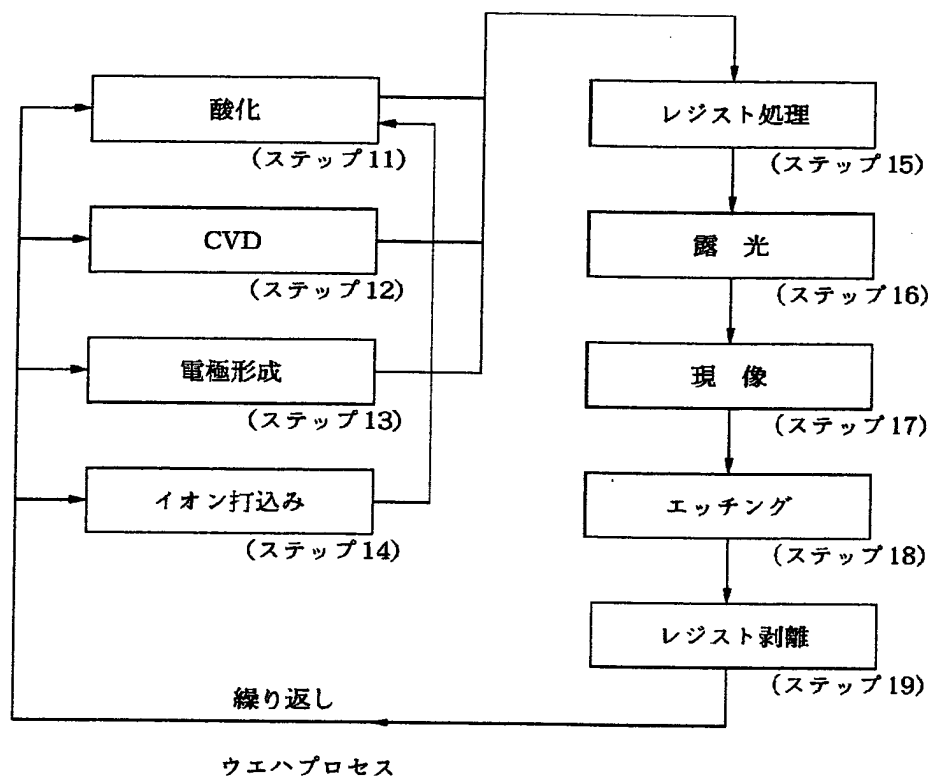 酸化
(ステップ11)
CVD
(ステップ12)
電極形成
(ステップ13)
イオン打込み
(ステップ14)
レジスト処理
(ステップ15)
露 光
(ステップ16)
現 像
(ステップ17)
エッチング
(ステップ18)
レジスト剥離
(ステップ19)
繰り返し
ウエハプロセス